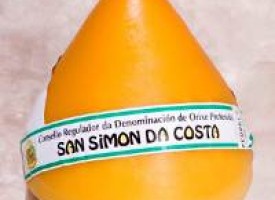 Consello Regulador da Denominación de Orixe Protexida
SAN SIMON DA COSTA